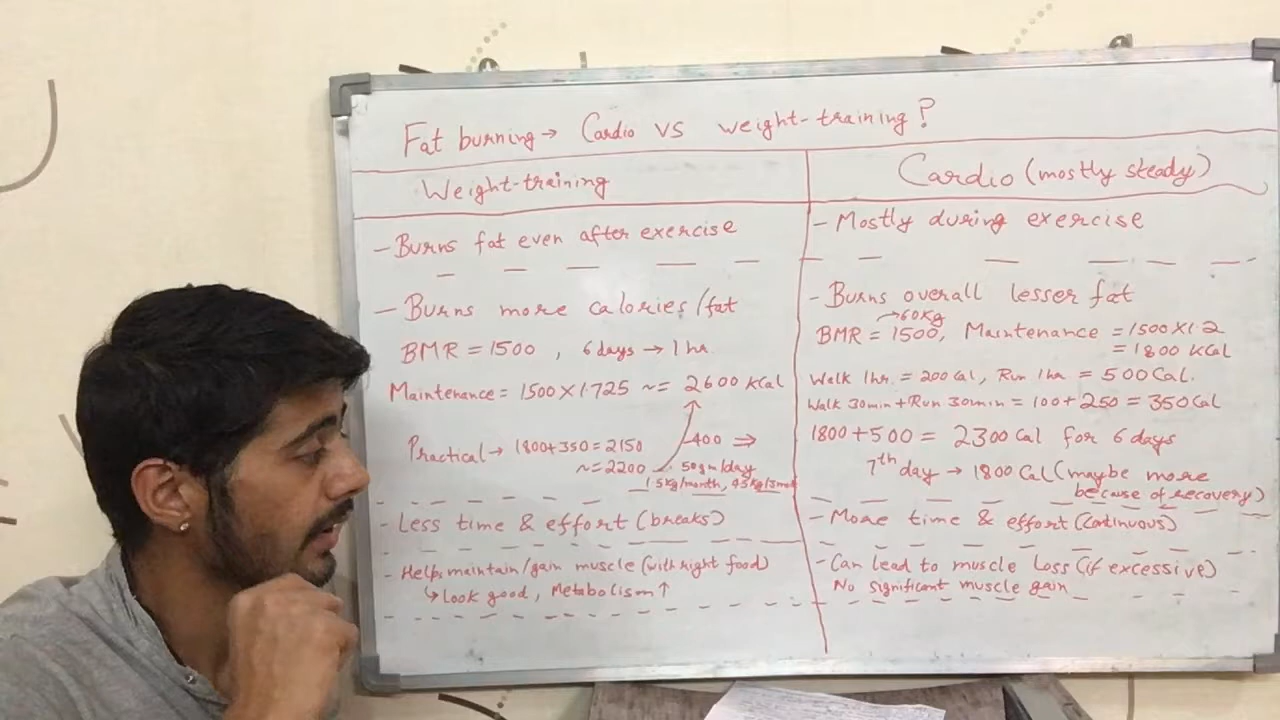 Fat burning → Cardio vs weight-training?
Weight-training
- Burns fat even after exercise
- Burns more calories/fat
BMR = 1500 , 6 days → 1 hr.
Maintenance = 1500 X 1.725 ~= 2600 KCal
Practical → 1800+350 = 2150
~= 2200
400 ⇒
50gm/day
1.5kg/month, 4.5kg/3mon
- Less time & effort (breaks)
- Helps maintain/gain muscle (with right food)
↳ Look good, Metabolism ↑
Cardio (mostly steady)
- Mostly during exercise
- Burns overall lesser fat
→ 60Kg
BMR = 1500, Maintenance = 1500 X 1.2
= 1800 KCal
Walk 1hr. = 200 Cal, Run 1hr = 500 Cal.
Walk 30min + Run 30min = 100 + 250 = 350 Cal
1800 + 500 = 2300 Cal for 6 days
7th day → 1800 Cal (maybe more
because of recovery)
- More time & effort (Continuous)
- Can lead to muscle Loss (if excessive)
No significant muscle gain